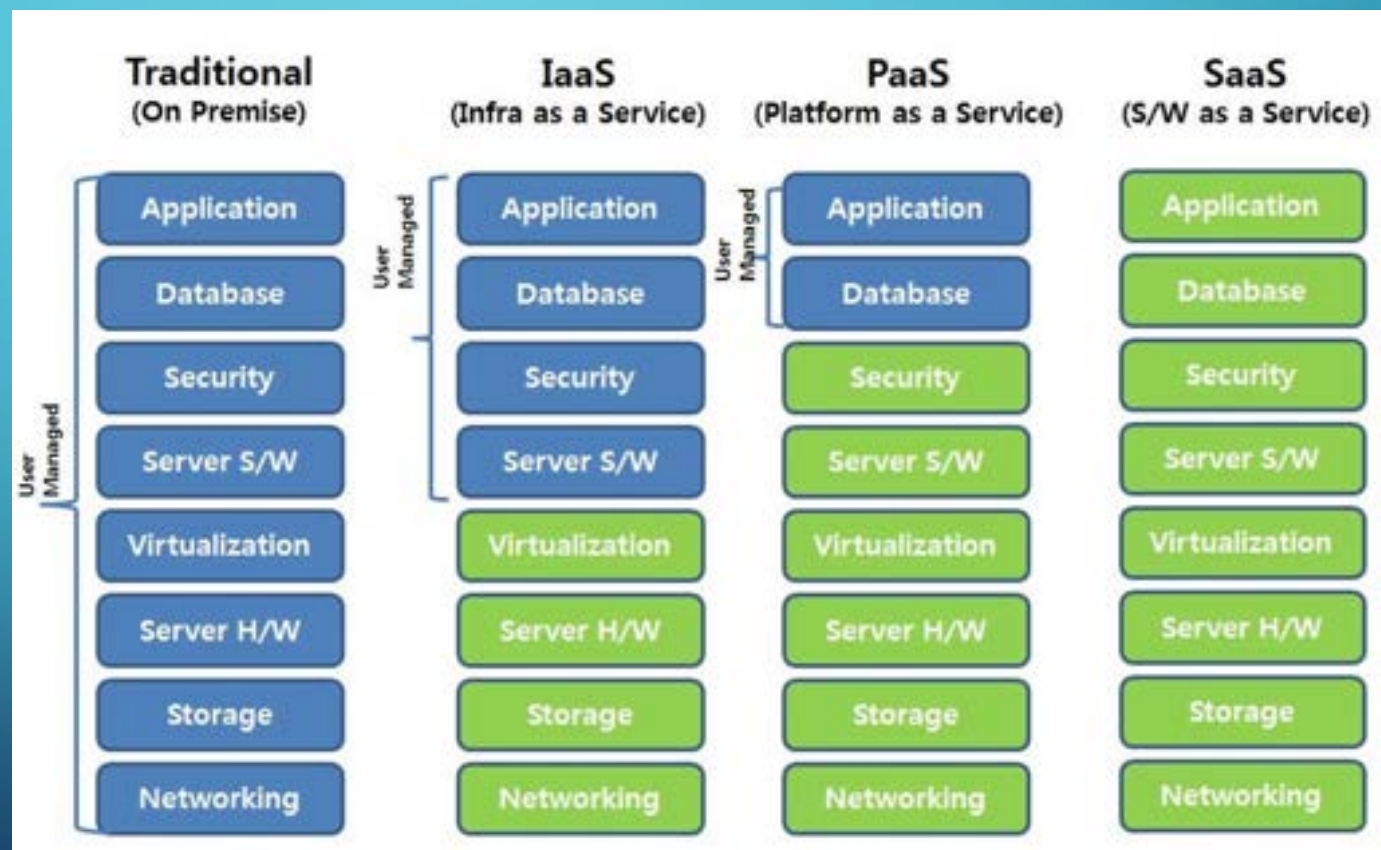 Traditional
(On Premise)
User
Managed
Application
Database
Security
Server S/W
Virtualization
Server H/W
Storage
Networking
IaaS
(Infra as a Service)
User
Managed
Application
Database
Security
Server S/W
Virtualization
Server H/W
Storage
Networking
PaaS
(Platform as a Service)
User
Managed
Application
Database
Security
Server S/W
Virtualization
Server H/W
Storage
Networking
SaaS
(S/W as a Service)
Application
Database
Security
Server S/W
Virtualization
Server H/W
Storage
Networking